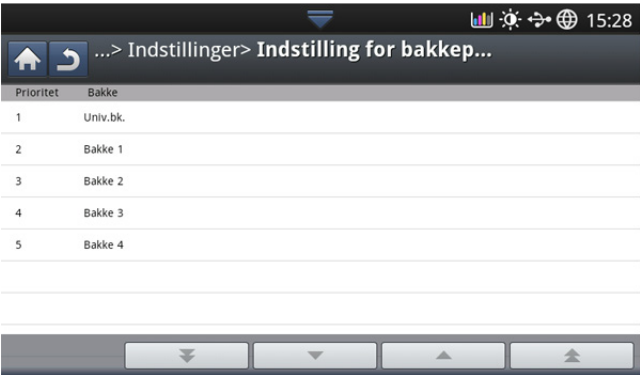 15:28
...> Indstillinger> Indstilling for bakkep...
Prioritet Bakke
1 Univ.bk.
2 Bakke 1
3 Bakke 2
4 Bakke 3
5 Bakke 4